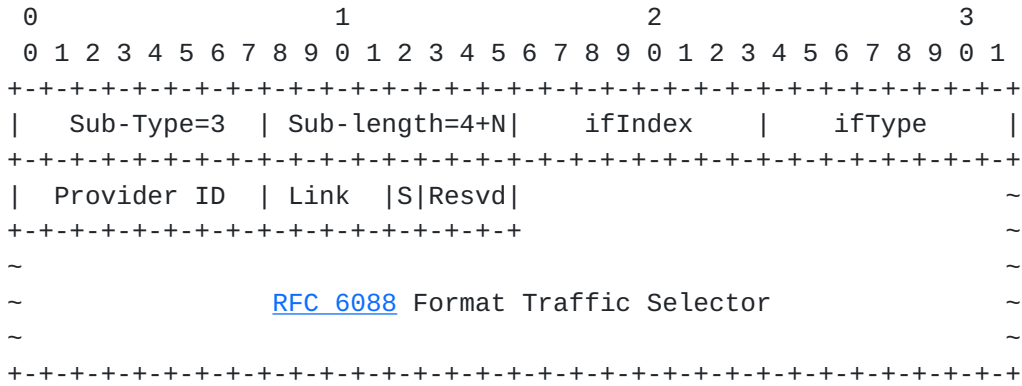 0                   1                   2                   3
 0 1 2 3 4 5 6 7 8 9 0 1 2 3 4 5 6 7 8 9 0 1 2 3 4 5 6 7 8 9 0 1
+-+-+-+-+-+-+-+-+-+-+-+-+-+-+-+-+-+-+-+-+-+-+-+-+-+-+-+-+-+-+-+-+
|   Sub-Type=3  | Sub-length=4+N|    ifIndex    |    ifType     |
+-+-+-+-+-+-+-+-+-+-+-+-+-+-+-+-+-+-+-+-+-+-+-+-+-+-+-+-+-+-+-+-+
|  Provider ID  | Link  |S|Resvd|                               ~
+-+-+-+-+-+-+-+-+-+-+-+-+-+-+-+-+                               ~
~                                                               ~
~                RFC 6088 Format Traffic Selector               ~
~                                                               ~
+-+-+-+-+-+-+-+-+-+-+-+-+-+-+-+-+-+-+-+-+-+-+-+-+-+-+-+-+-+-+-+-+